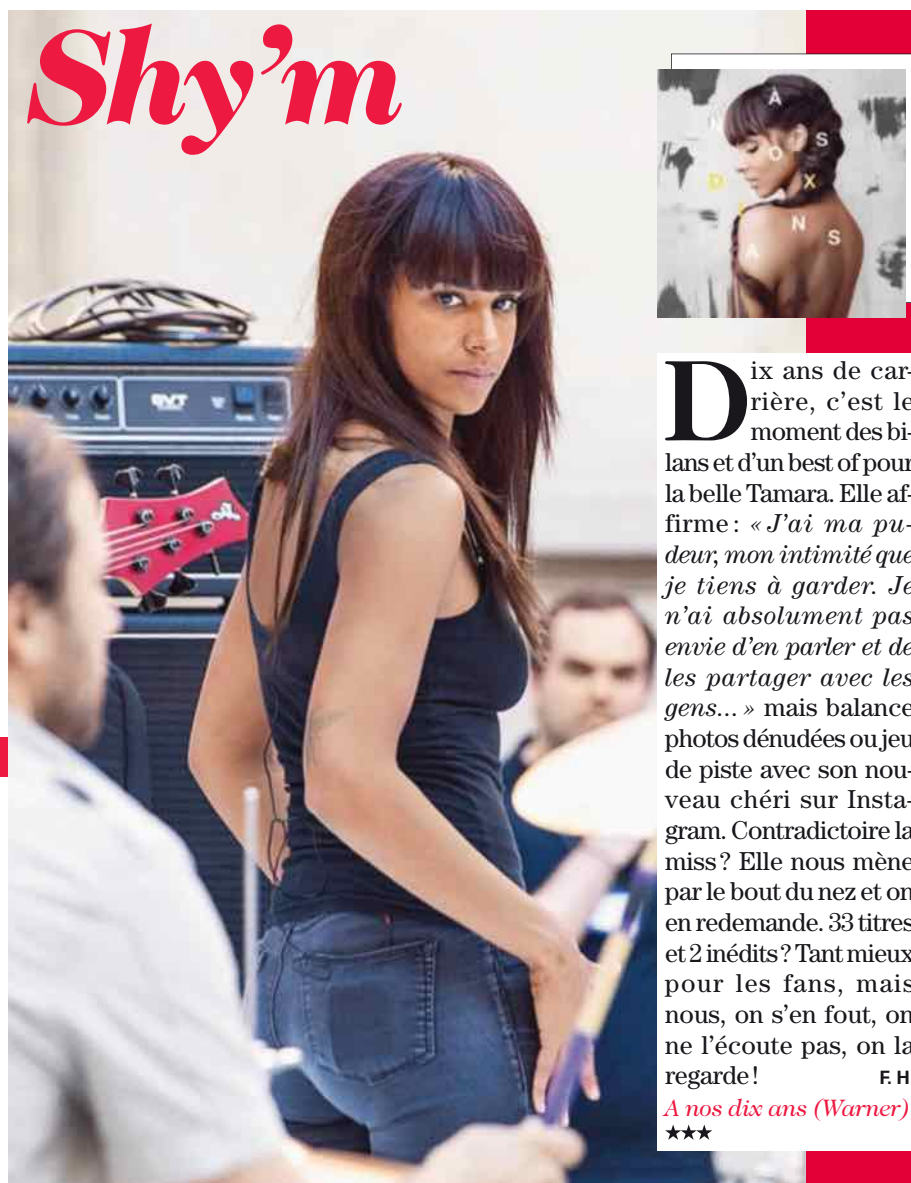 Shy’m
A
N
O
S
D
I
X
A
N
S
Dix ans de car-
rière, c’est le
moment des bi-
lans et d’un best of pour
la belle Tamara. Elle af-
firme : « J’ai ma pu-
deur, mon intimité que
je tiens à garder. Je
n’ai absolument pas
envie d’en parler et de
les partager avec les
gens... » mais balance
photos dénudées ou jeu
de piste avec son nou-
veau chéri sur Insta-
gram. Contradictoire la
miss ? Elle nous mène
par le bout du nez et on
en redemande. 33 titres
et 2 inédits ? Tant mieux
pour les fans, mais
nous, on s’en fout, on
ne l’écoute pas, on la
regarde ! F. H
A nos dix ans (Warner)
★★★